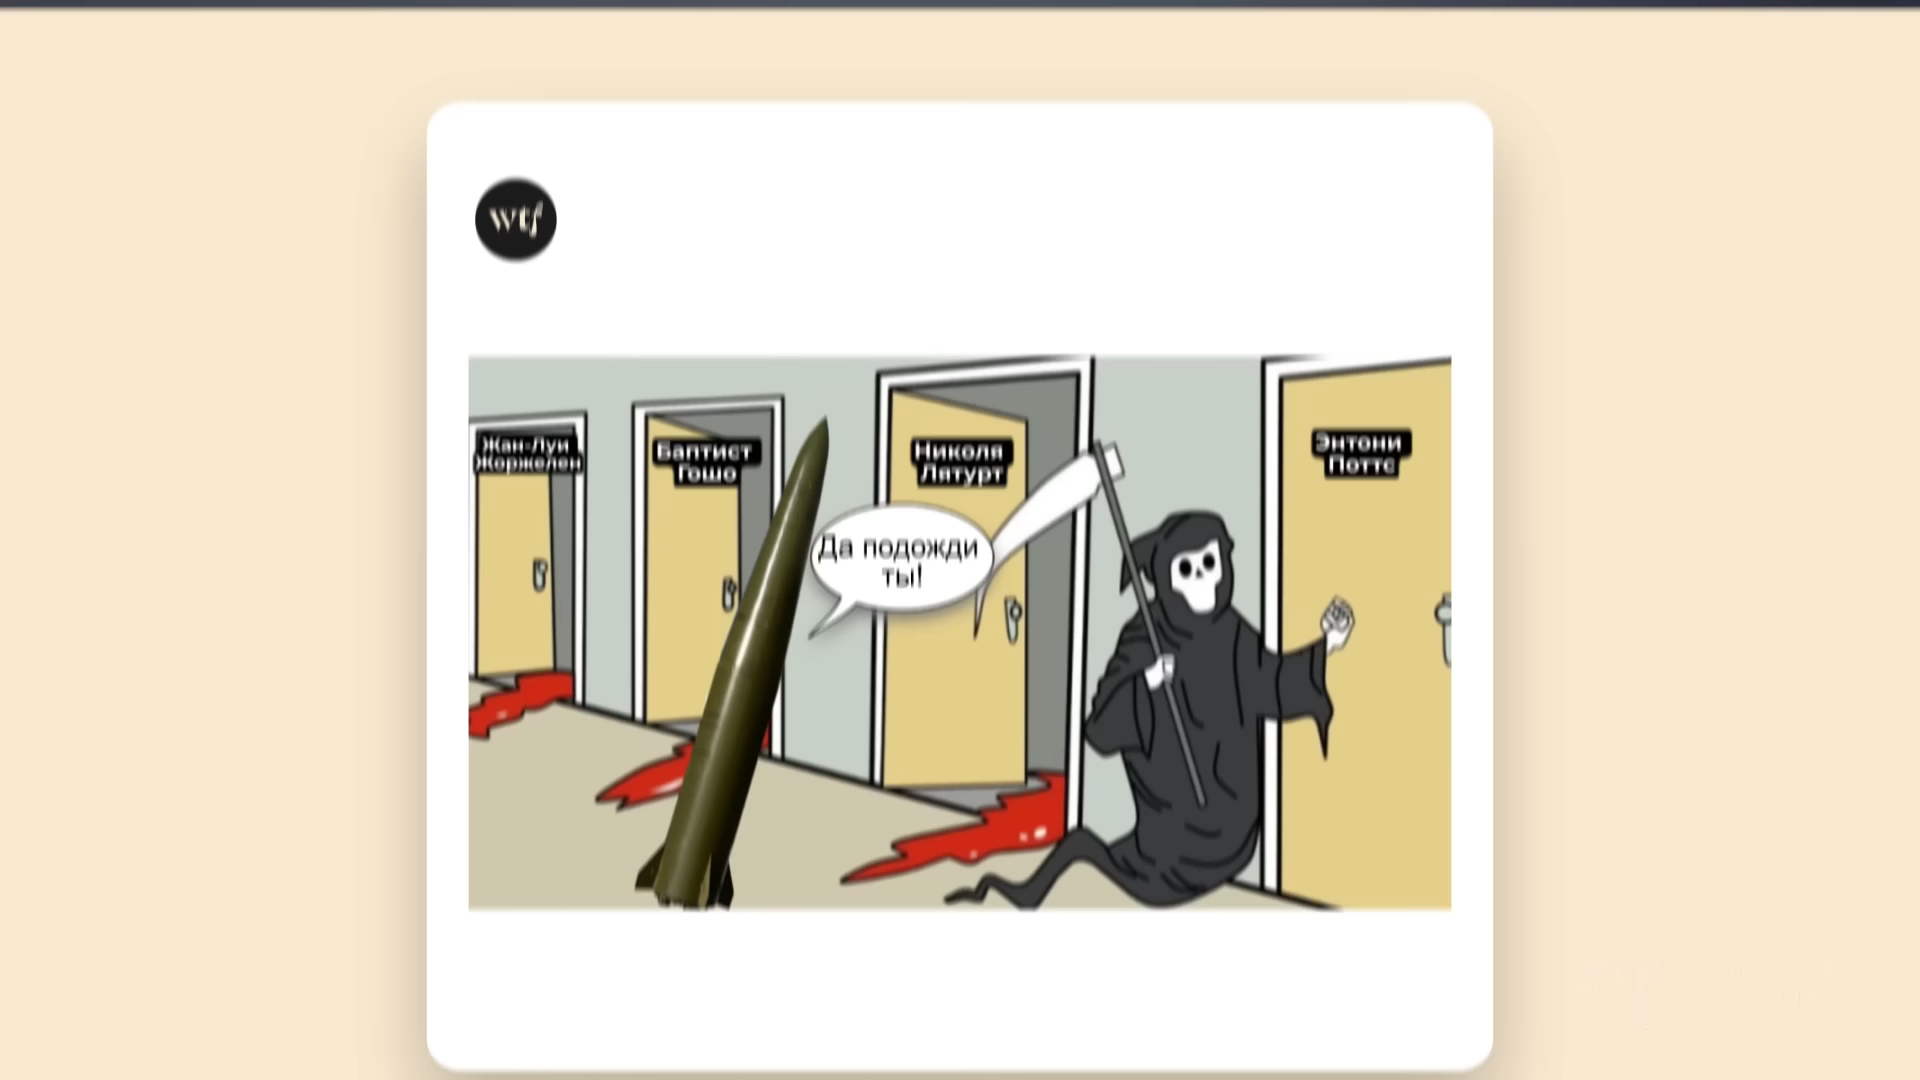 wtf
Жан-Луи
Жоржелен
Баптист
Гошо
Николя
Лятурт
Энтони
Поттс
Да подожди
ты!